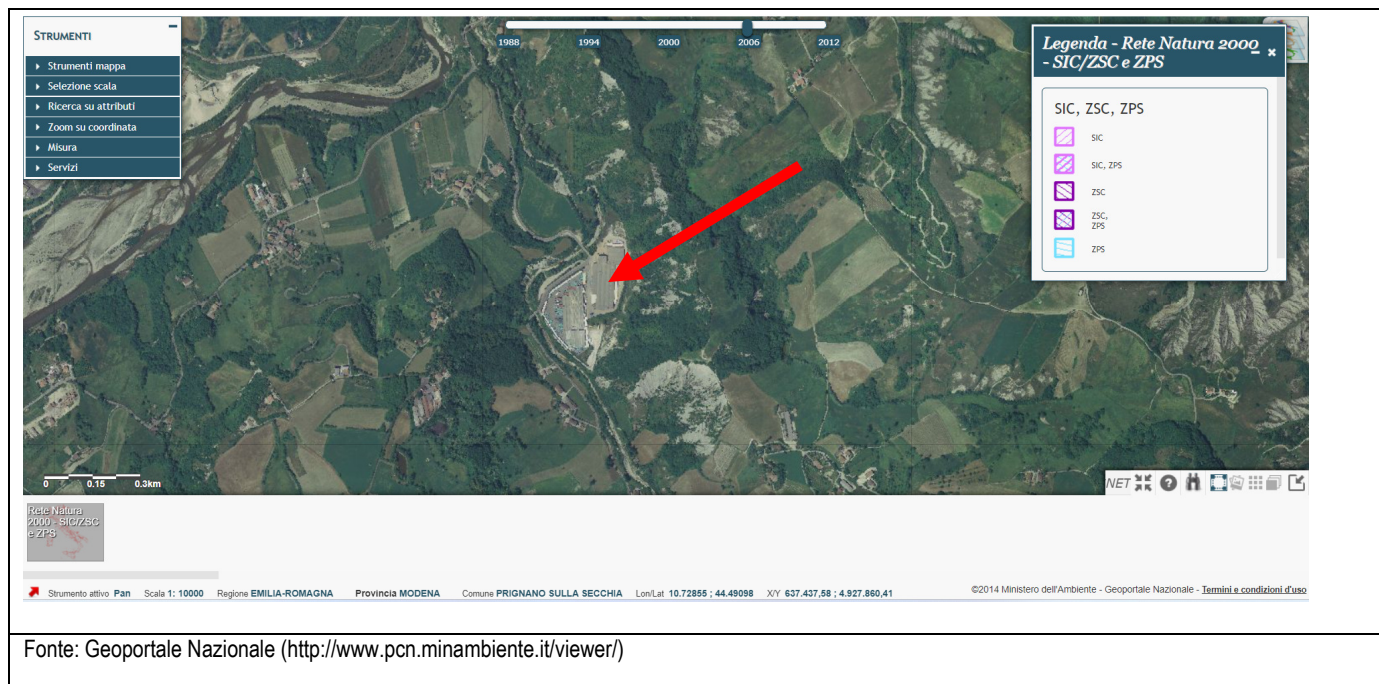 STRUMENTI
Strumenti mappa
Selezione scala
Ricerca su attributi
Zoom su coordinata
Misura
Servizi
1988 1994 2000 2006 2012
Legenda - Rete Natura 2000
- SIC/ZSC e ZPS
SIC, ZSC, ZPS
SIC
SIC, ZPS
ZSC
ZSC,
ZPS
ZPS
0 0.15 0.3km
NET
Rete Natura
2000 - SIC/ZSC
e ZPS
Strumento attivo Pan Scala 1: 10000 Regione EMILIA-ROMAGNA Provincia MODENA Comune PRIGNANO SULLA SECCHIA Lon/Lat 10.72855 ; 44.49098 X/Y 637.437,58 ; 4.927.860,41 ©2014 Ministero dell'Ambiente - Geoportale Nazionale - Termini e condizioni d'uso
Fonte: Geoportale Nazionale (http://www.pcn.minambiente.it/viewer/)